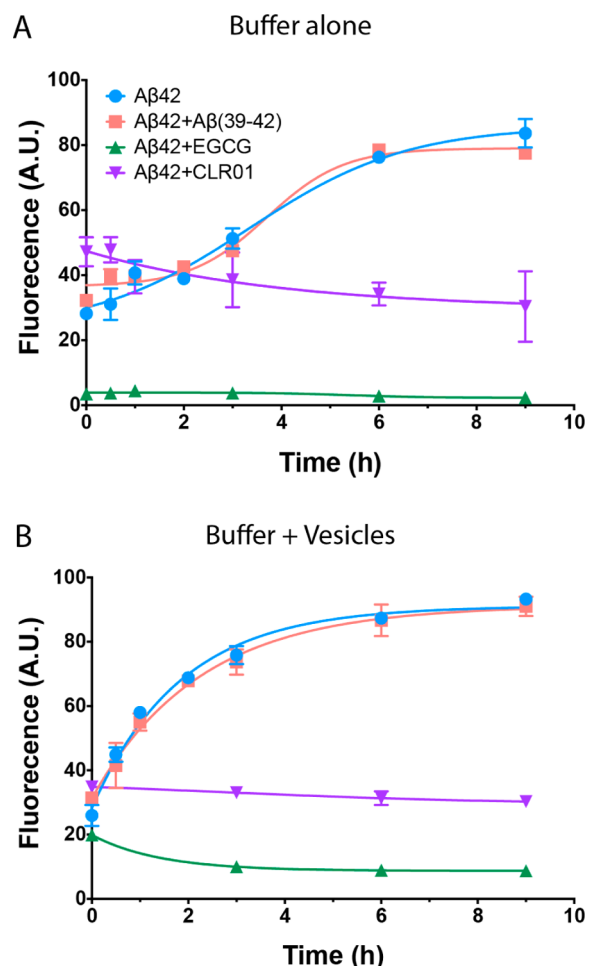 A
Buffer alone
Fluorecence (A.U.)
100
80
60
40
20
0
Aβ42
Aβ42+Aβ(39-42)
Aβ42+EGCG
Aβ42+CLR01
0 2 4 6 8 10
Time (h)
B
Buffer + Vesicles
Fluorecence (A.U.)
100
80
60
40
20
0
0 2 4 6 8 10
Time (h)